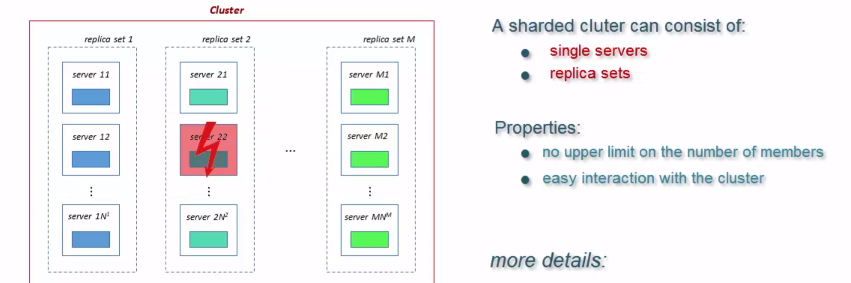 Cluster
replica set 1
replica set 2
replica set M
server 11
server 21
server M1
server 12
server 22
server M2
...
server 1N¹
server 2N²
server MNᴹ
A sharded cluter can consist of:
● single servers
● replica sets
Properties:
● no upper limit on the number of members
● easy interaction with the cluster
more details: